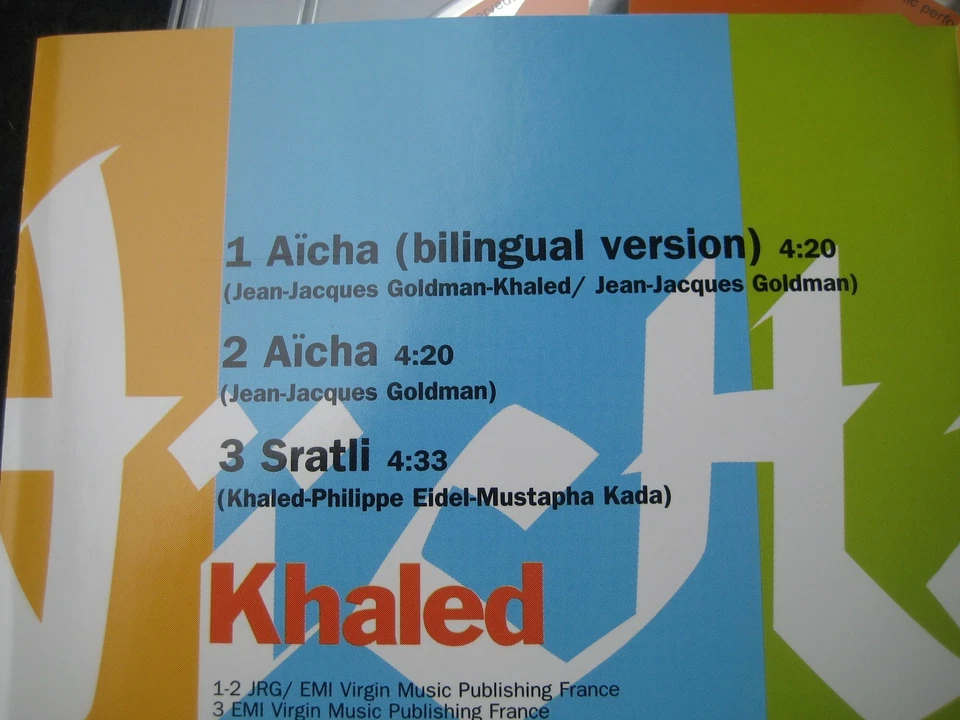 1 Aïcha (bilingual version) 4:20
(Jean-Jacques Goldman-Khaled/ Jean-Jacques Goldman)
2 Aïcha 4:20
(Jean-Jacques Goldman)
3 Sratli 4:33
(Khaled-Philippe Eidel-Mustapha Kada)
Khaled
1-2 JRG/ EMI Virgin Music Publishing France
3 EMI Virgin Music Publishing France